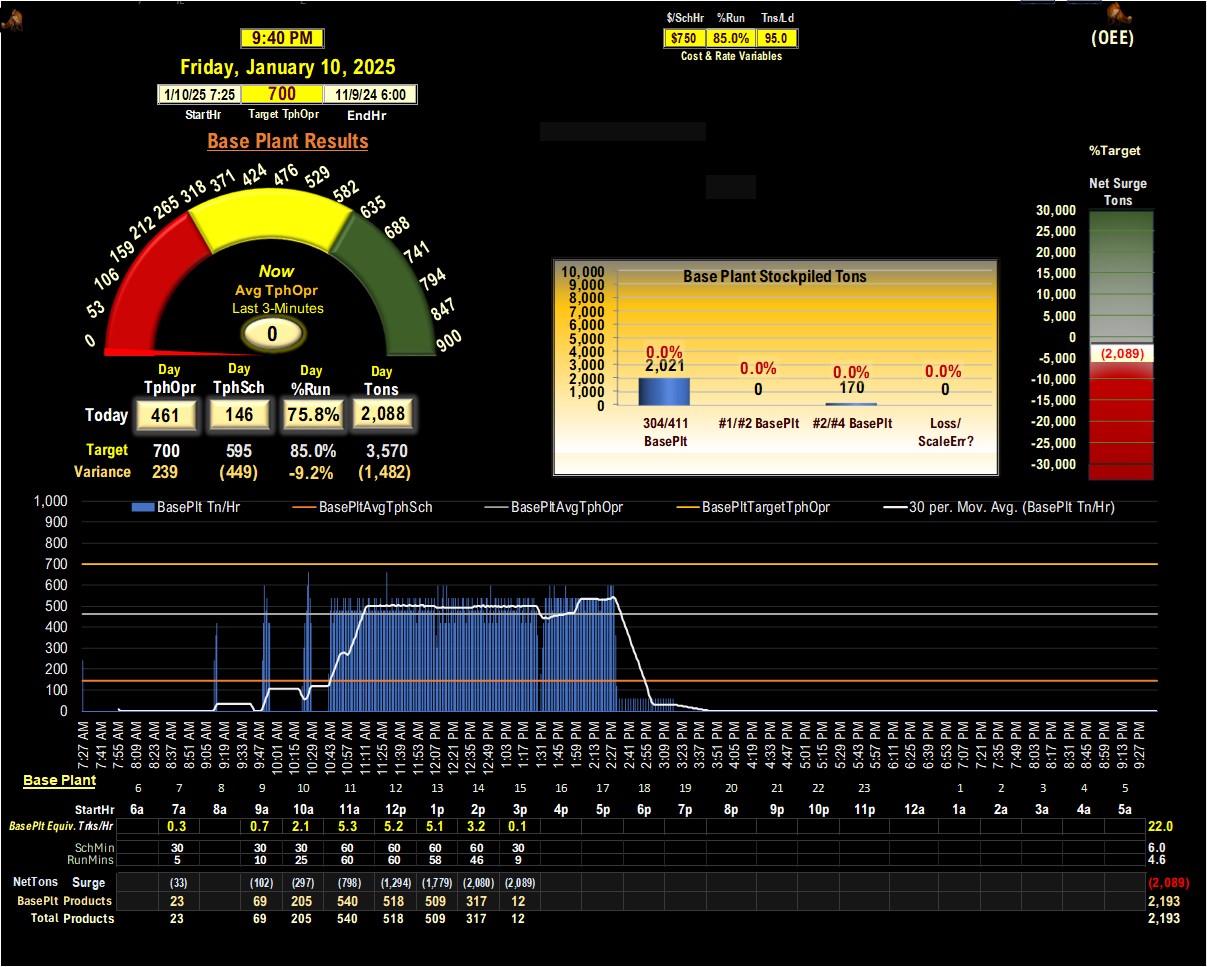 $/SchHr %Run Tns/Ld
9:40 PM
$750 85.0% 95.0
(OEE)
Cost & Rate Variables
Friday, January 10, 2025
1/10/25 7:25 700 11/9/24 6:00
StartHr Target TphOpr EndHr
Base Plant Results
%Target
Net Surge
Tons
0 53 106 159 212 265 318 371 424 476 529 582 635 688 741 794 847 900
Now
Avg TphOpr
Last 3-Minutes
0
30,000
25,000
20,000
15,000
10,000
5,000
0
-5,000
-10,000
-15,000
-20,000
-25,000
-30,000
(2,089)
Base Plant Stockpiled Tons
10,000
9,000
8,000
7,000
6,000
5,000
4,000
3,000
2,000
1,000
0
0.0% 0.0% 0.0% 0.0%
2,021 0 170 0
304/411 #1/#2 BasePlt #2/#4 BasePlt Loss/
BasePlt ScaleErr?
Day Day Day Day
TphOpr TphSch %Run Tons
Today 461 146 75.8% 2,088
Target 700 595 85.0% 3,570
Variance 239 (449) -9.2% (1,482)
BasePlt Tn/Hr BasePltAvgTphSch BasePltAvgTphOpr BasePltTargetTphOpr 30 per. Mov. Avg. (BasePlt Tn/Hr)
1,000
900
800
700
600
500
400
300
200
100
0
7:27 AM 7:41 AM 7:55 AM 8:09 AM 8:23 AM 8:37 AM 8:51 AM 9:05 AM 9:19 AM 9:33 AM 9:47 AM 10:01 AM 10:15 AM 10:29 AM 10:43 AM 10:57 AM 11:11 AM 11:25 AM 11:39 AM 11:53 AM 12:07 PM 12:21 PM 12:35 PM 12:49 PM 1:03 PM 1:17 PM 1:31 PM 1:45 PM 1:59 PM 2:13 PM 2:27 PM 2:41 PM 2:55 PM 3:09 PM 3:23 PM 3:37 PM 3:51 PM 4:05 PM 4:19 PM 4:33 PM 4:47 PM 5:01 PM 5:15 PM 5:29 PM 5:43 PM 5:57 PM 6:11 PM 6:25 PM 6:39 PM 6:53 PM 7:07 PM 7:21 PM 7:35 PM 7:49 PM 8:03 PM 8:17 PM 8:31 PM 8:45 PM 8:59 PM 9:13 PM 9:27 PM
Base Plant
6 7 8 9 10 11 12 13 14 15 16 17 18 19 20 21 22 23 1 2 3 4 5
StartHr 6a 7a 8a 9a 10a 11a 12p 1p 2p 3p 4p 5p 6p 7p 8p 9p 10p 11p 12a 1a 2a 3a 4a 5a
BasePlt Equiv. Trks/Hr 0.3 0.7 2.1 5.3 5.2 5.1 3.2 0.1 22.0
SchMin 30 30 30 60 60 60 60 30 6.0
RunMins 5 10 25 60 60 58 46 9 4.6
NetTons Surge (33) (102) (297) (798) (1,294) (1,779) (2,080) (2,089) (2,089)
BasePlt Products 23 69 205 540 518 509 317 12 2,193
Total Products 23 69 205 540 518 509 317 12 2,193